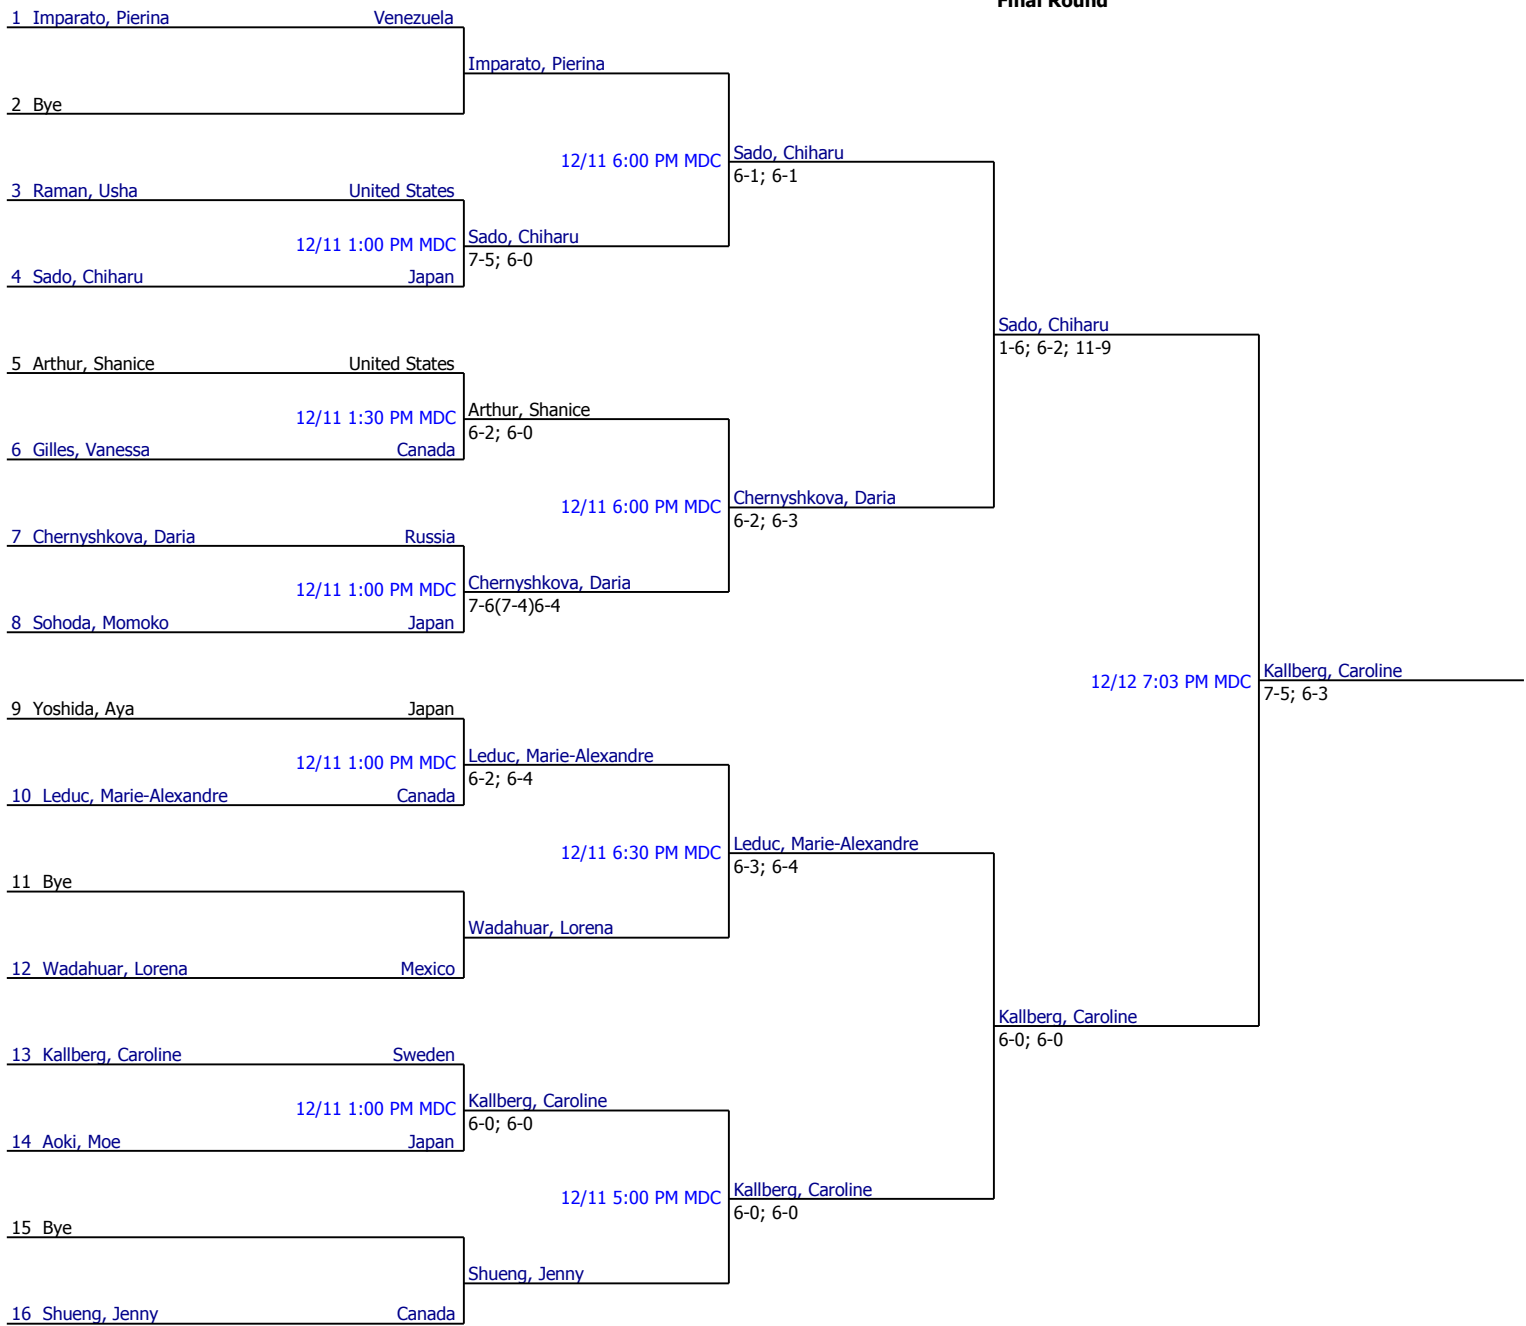 Final Round
1 Imparato, Pierina Venezuela
Imparato, Pierina
2 Bye
12/11 6:00 PM MDC Sado, Chiharu
6-1; 6-1
3 Raman, Usha United States
12/11 1:00 PM MDC Sado, Chiharu
7-5; 6-0
4 Sado, Chiharu Japan
Sado, Chiharu
1-6; 6-2; 11-9
5 Arthur, Shanice United States
12/11 1:30 PM MDC Arthur, Shanice
6-2; 6-0
6 Gilles, Vanessa Canada
12/11 6:00 PM MDC Chernyshkova, Daria
6-2; 6-3
7 Chernyshkova, Daria Russia
12/11 1:00 PM MDC Chernyshkova, Daria
7-6(7-4)6-4
8 Sohoda, Momoko Japan
12/12 7:03 PM MDC Kallberg, Caroline
7-5; 6-3
9 Yoshida, Aya Japan
12/11 1:00 PM MDC Leduc, Marie-Alexandre
6-2; 6-4
10 Leduc, Marie-Alexandre Canada
12/11 6:30 PM MDC Leduc, Marie-Alexandre
6-3; 6-4
11 Bye
Wadahuar, Lorena
12 Wadahuar, Lorena Mexico
Kallberg, Caroline
6-0; 6-0
13 Kallberg, Caroline Sweden
12/11 1:00 PM MDC Kallberg, Caroline
6-0; 6-0
14 Aoki, Moe Japan
12/11 5:00 PM MDC Kallberg, Caroline
6-0; 6-0
15 Bye
Shueng, Jenny
16 Shueng, Jenny Canada